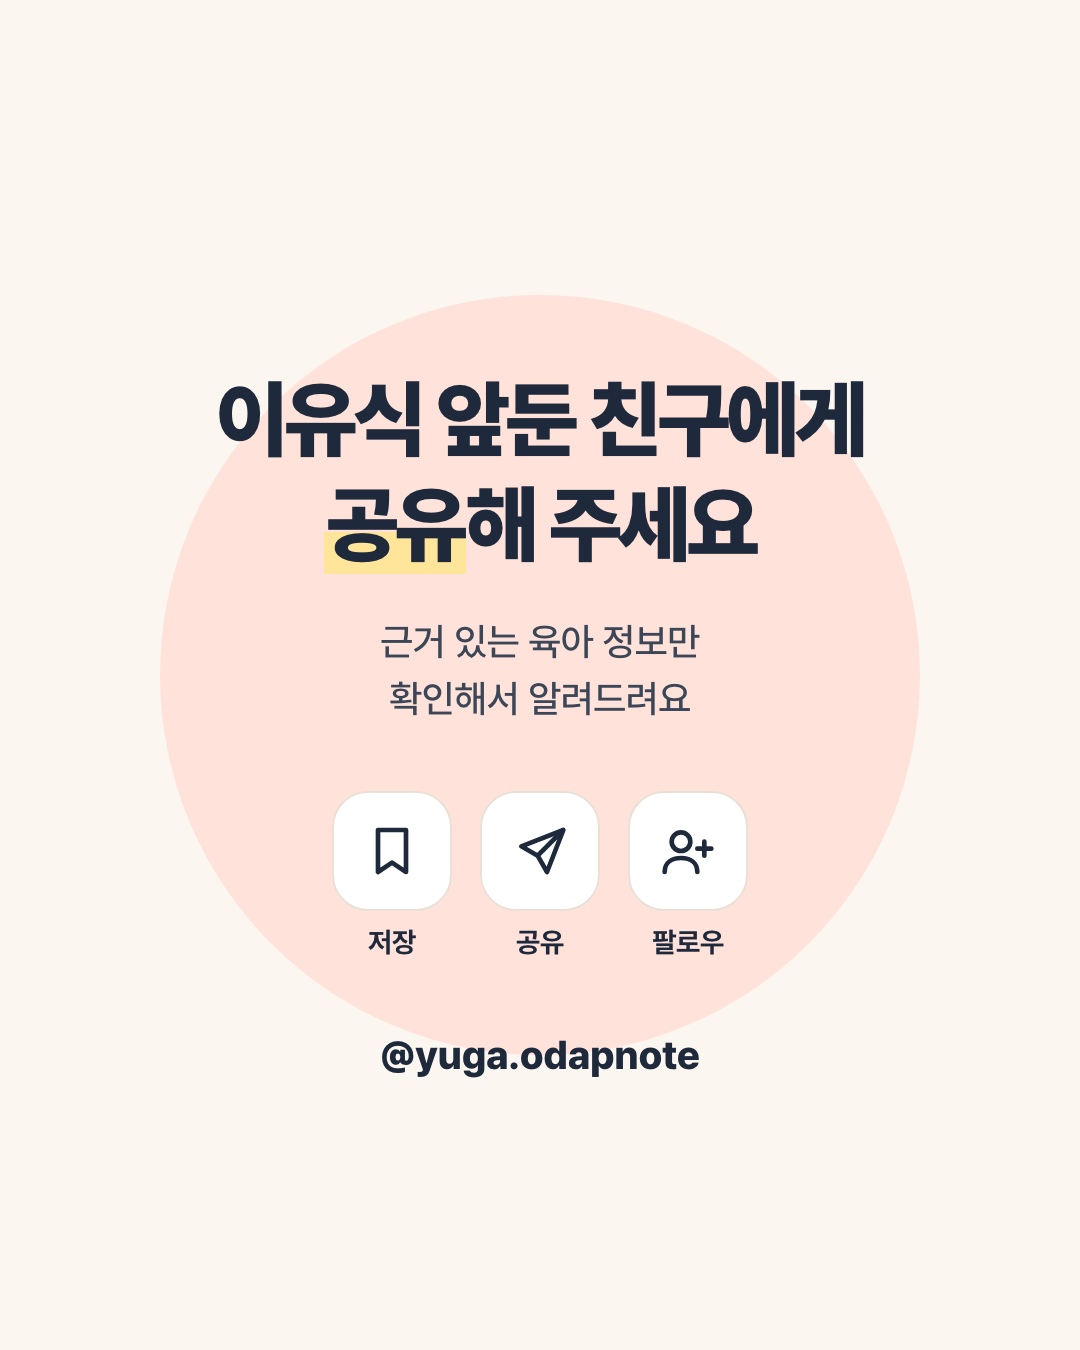 이유식 앞둔 친구에게
공유해 주세요
근거 있는 육아 정보만
확인해서 알려드려요
저장 공유 팔로우
@yuga.odapnote